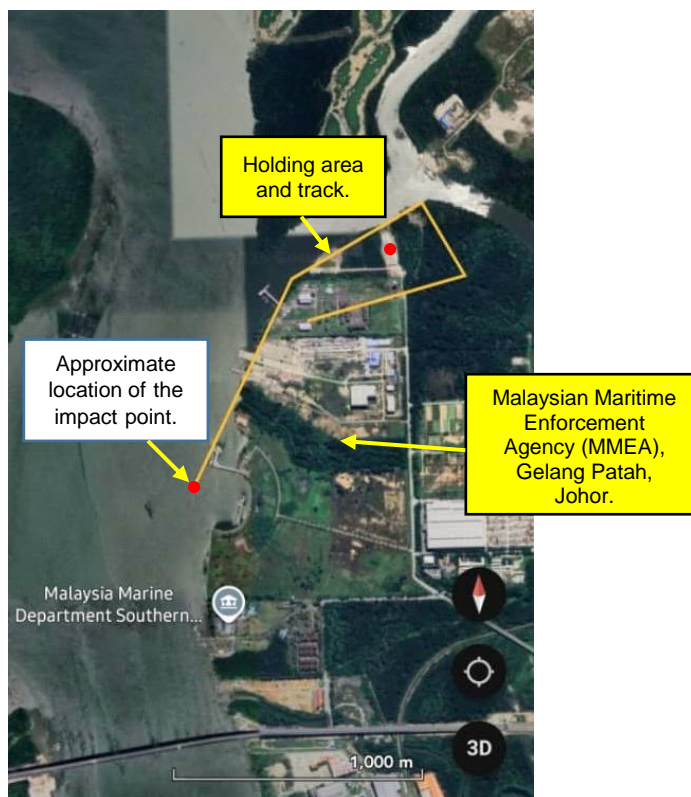 Holding area
and track.
Approximate
location of the
impact point.
Malaysian Maritime
Enforcement
Agency (MMEA),
Gelang Patah,
Johor.
Malaysia Marine
Department Southern...
3D
1,000 m